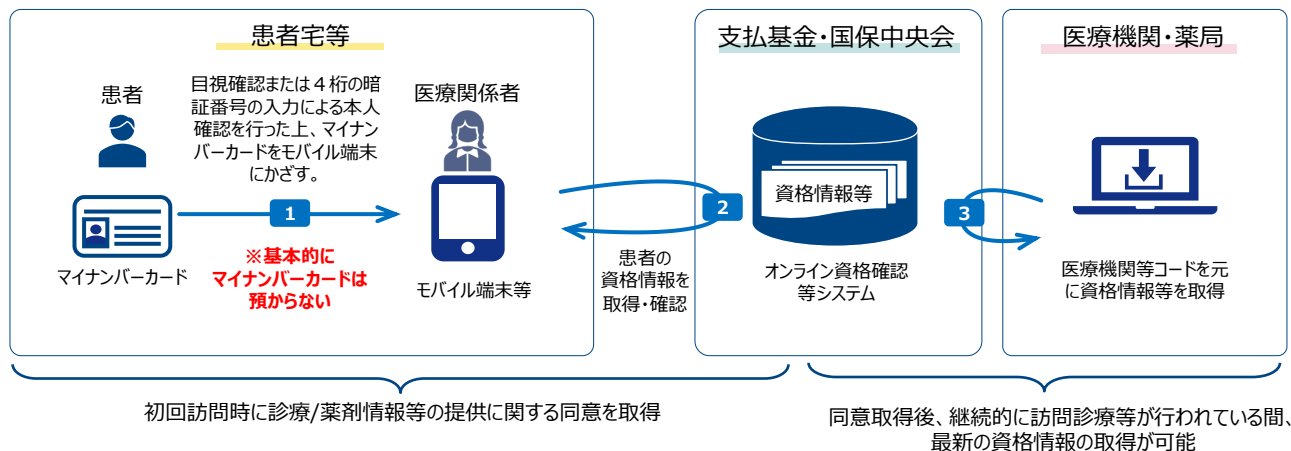 患者宅等
患者
目視確認または４桁の暗
証番号の入力による本人
確認を行った上、マイナン
バーカードをモバイル端末
にかざす。
医療関係者
1
マイナンバーカード
※基本的に
マイナンバーカードは
預からない
モバイル端末等
2
患者の
資格情報を
取得・確認
支払基金・国保中央会
資格情報等
オンライン資格確認
等システム
3
医療機関・薬局
医療機関等コードを元
に資格情報等を取得
初回訪問時に診療/薬剤情報等の提供に関する同意を取得
同意取得後、継続的に訪問診療等が行われている間、
最新の資格情報の取得が可能